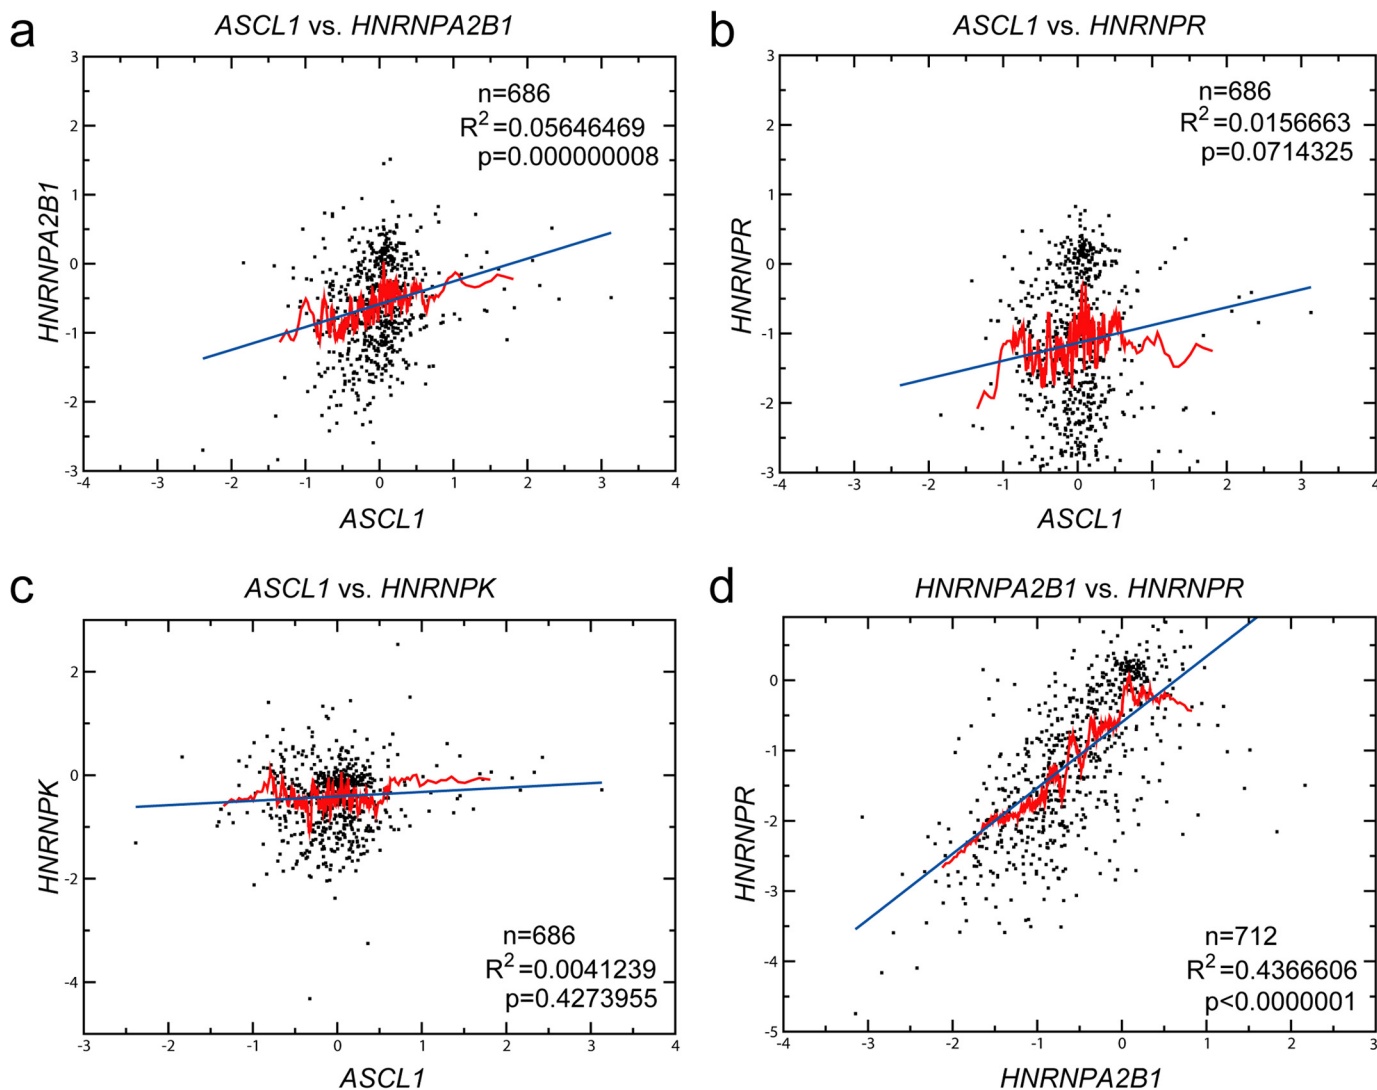 a
ASCL1 vs. HNRNPA2B1
3
2
1
0
-1
-2
-3
HNRNPA2B1
n=686
R²=0.05646469
p=0.000000008
-4
-3
-2
-1
0
1
2
3
4
ASCL1
b
ASCL1 vs. HNRNPR
3
2
1
0
-1
-2
-3
HNRNPR
n=686
R²=0.0156663
p=0.0714325
-4
-3
-2
-1
0
1
2
3
4
ASCL1
c
ASCL1 vs. HNRNPK
2
0
-2
-4
HNRNPK
n=686
R²=0.0041239
p=0.4273955
-3
-2
-1
0
1
2
3
4
ASCL1
d
HNRNPA2B1 vs. HNRNPR
0
-1
-2
-3
-4
-5
HNRNPR
n=712
R²=0.4366606
p<0.0000001
-4
-3
-2
-1
0
1
2
3
HNRNPA2B1